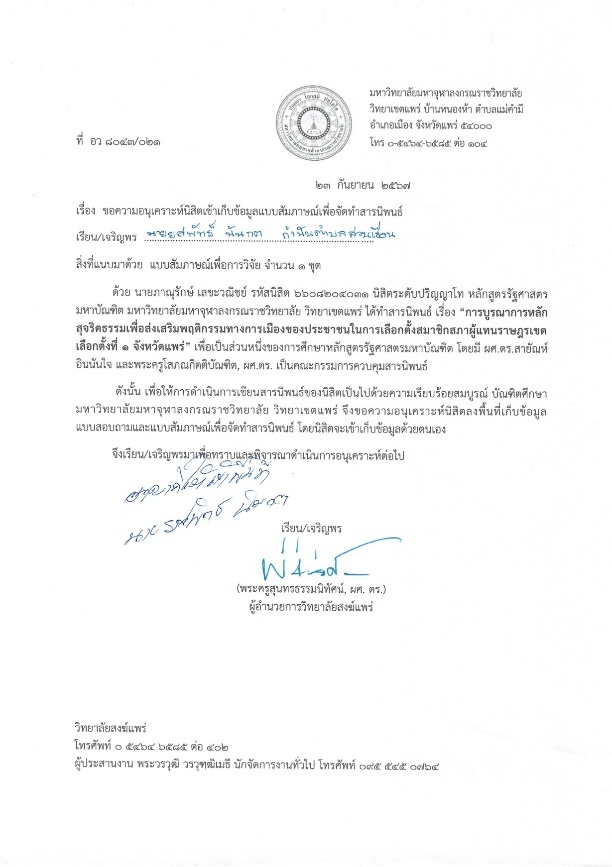 มหาวิทยาลัยมหาจุฬาลงกรณราชวิทยาลัย
วิทยาเขตแพร่ บ้านหนองห้า ตำบลแม่คำมี
อำเภอเมือง จังหวัดแพร่ ๕๔๐๐๐
โทร ๐-๕๔๖๔-๖๕๘๕ ต่อ ๑๐๔
ที่ อว ๘๐๔๓/๐๒๑
๒๓ กันยายน ๒๕๖๗
เรื่อง ขอความอนุเคราะห์นิสิตเข้าเก็บข้อมูลแบบสัมภาษณ์เพื่อจัดทำสารนิพนธ์
เรียน/เจริญพร กำนันตำบลสวนเขื่อน
สิ่งที่แนบมาด้วย แบบสัมภาษณ์เพื่อการวิจัย จำนวน ๑ ชุด
ด้วย นายภาณุรักษ์ เลขะวณิชย์ รหัสนิสิต ๖๖๐๘๒๐๔๐๓๑ นิสิตระดับปริญญาโท หลักสูตรรัฐศาสตร
มหาบัณฑิต มหาวิทยาลัยมหาจุฬาลงกรณราชวิทยาลัย วิทยาเขตแพร่ ได้ทำสารนิพนธ์ เรื่อง “การบูรณาการหลัก
สุจริตธรรมเพื่อส่งเสริมพฤติกรรมทางการเมืองของประชาชนในการเลือกตั้งสมาชิกสภาผู้แทนราษฎรเขต
เลือกตั้งที่ ๑ จังหวัดแพร่” เพื่อเป็นส่วนหนึ่งของการศึกษาหลักสูตรรัฐศาสตรมหาบัณฑิต โดยมี ผศ.ดร.สายัณห์
อินนันใจ และพระครูโสภณกิตติบัณฑิต, ผศ.ดร. เป็นคณะกรรมการควบคุมสารนิพนธ์
ดังนั้น เพื่อให้การดำเนินการเขียนสารนิพนธ์ของนิสิตเป็นไปด้วยความเรียบร้อยสมบูรณ์ บัณฑิตศึกษา
มหาวิทยาลัยมหาจุฬาลงกรณราชวิทยาลัย วิทยาเขตแพร่ จึงขอความอนุเคราะห์นิสิตลงพื้นที่เก็บข้อมูล
แบบสอบถามและแบบสัมภาษณ์เพื่อจัดทำสารนิพนธ์ โดยนิสิตจะเข้าเก็บข้อมูลด้วยตนเอง
จึงเรียน/เจริญพรมาเพื่อทราบและพิจารณาดำเนินการอนุเคราะห์ต่อไป
เรียน/เจริญพร
(พระครูสุนทรธรรมนิทัศน์, ผศ. ดร.)
ผู้อำนวยการวิทยาลัยสงฆ์แพร่
วิทยาลัยสงฆ์แพร่
โทรศัพท์ ๐ ๕๔๖๔ ๖๕๘๕ ต่อ ๔๐๒
ผู้ประสานงาน พระวรวุฒิ วรวุฑฒิเมธี นักจัดการงานทั่วไป โทรศัพท์ ๐๙๕ ๕๔๕ ๐๗๖๔